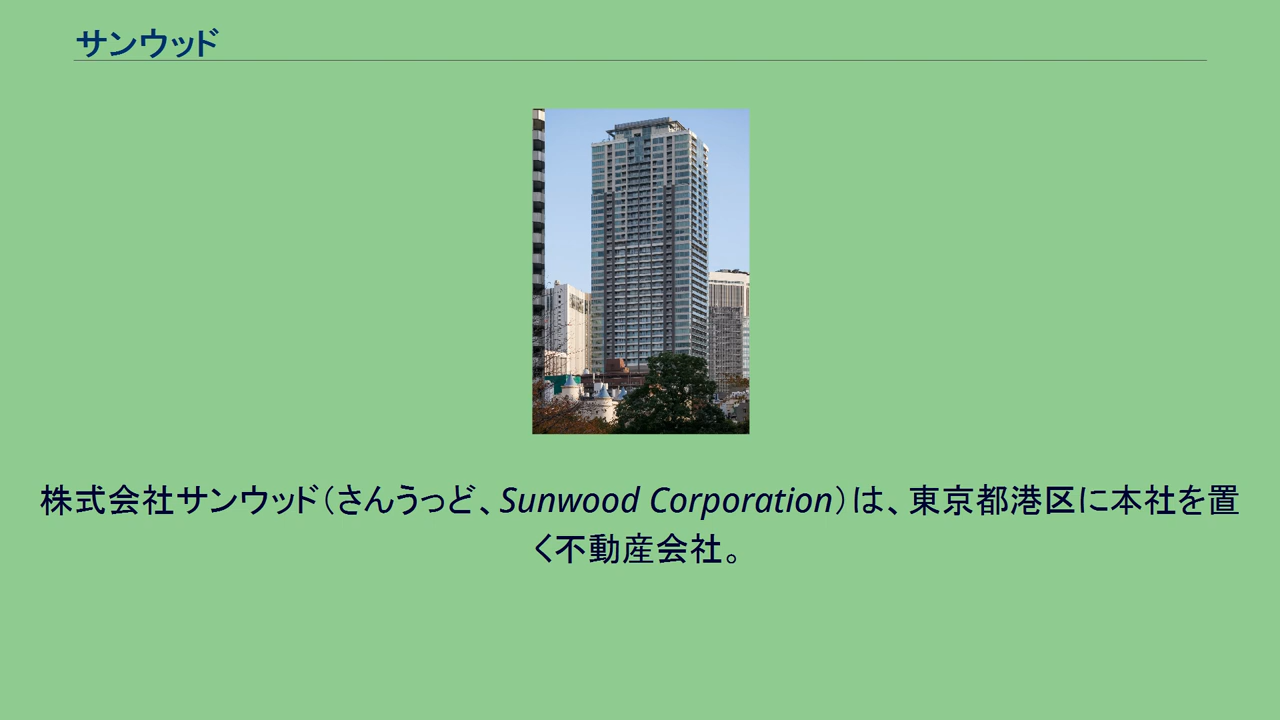 サンウッド
株式会社サンウッド（さんうっど、Sunwood Corporation）は、東京都港区に本社を置
く不動産会社。